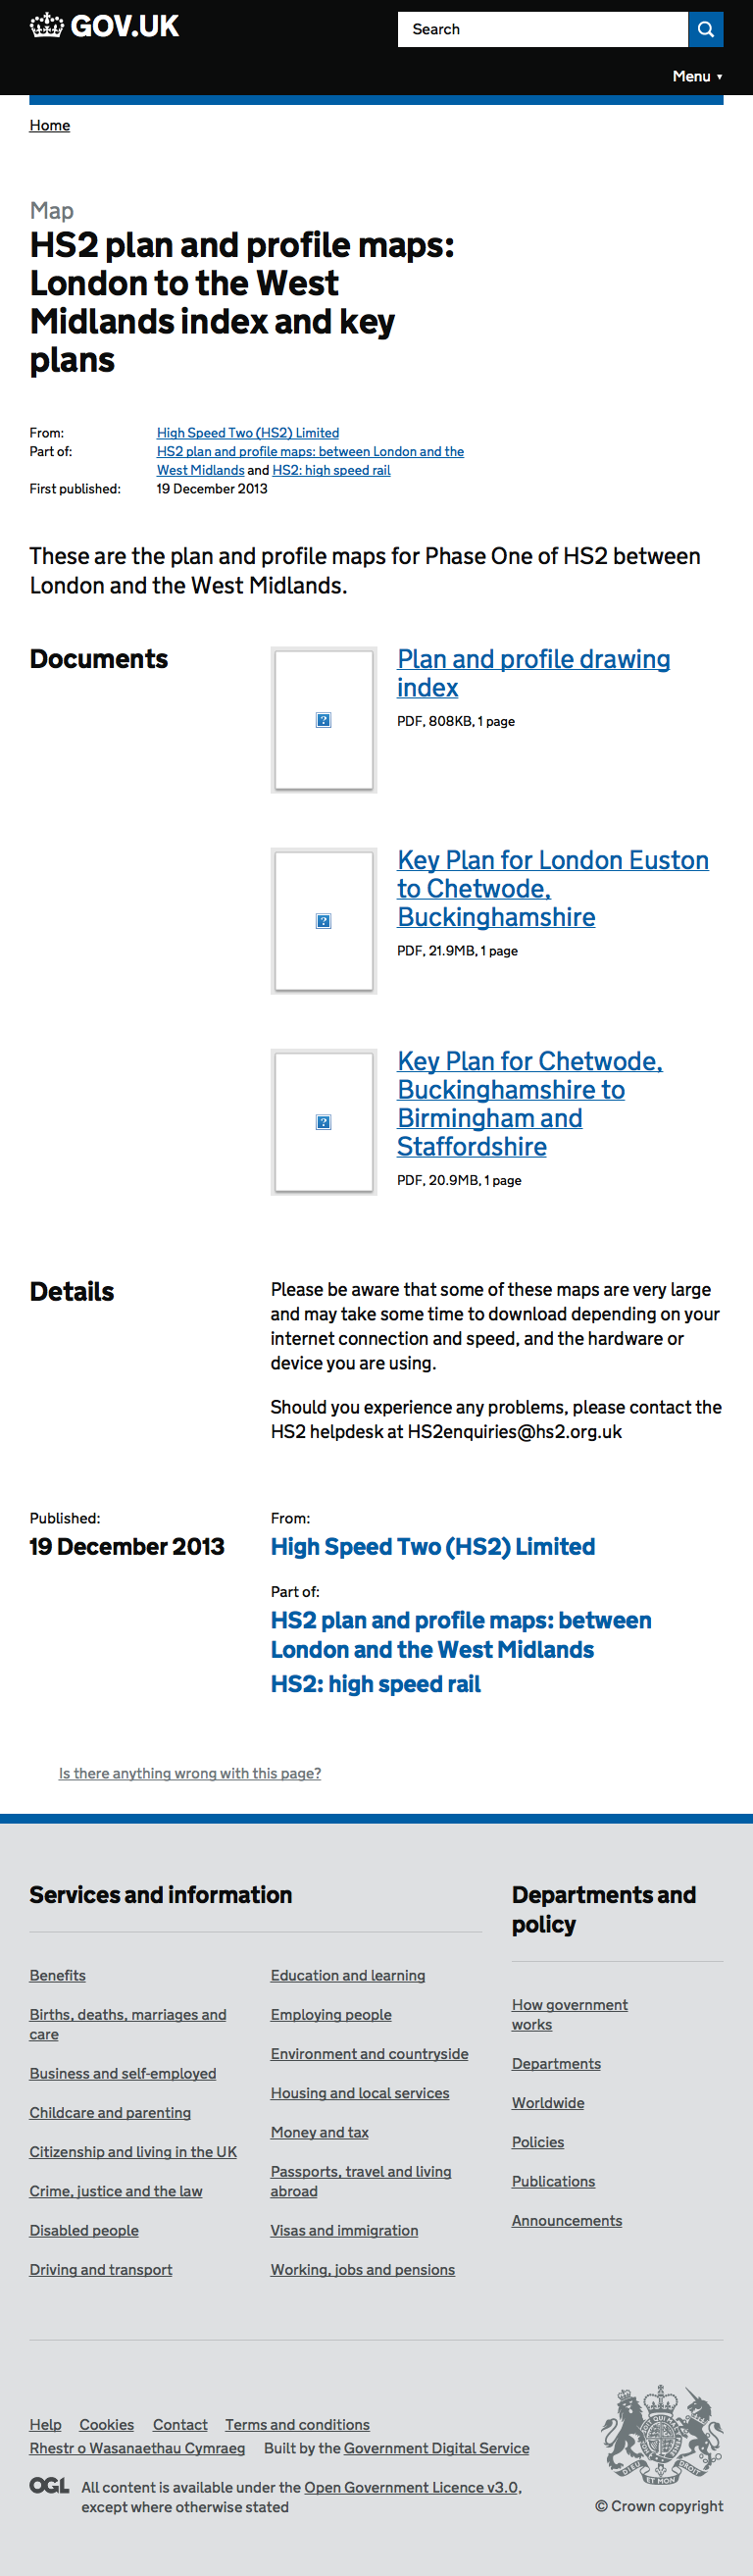 GOV.UK
Search
Menu ▼
Home
Map
HS2 plan and profile maps:
London to the West
Midlands index and key
plans
From: High Speed Two (HS2) Limited
Part of: HS2 plan and profile maps: between London and the
West Midlands and HS2: high speed rail
First published: 19 December 2013
These are the plan and profile maps for Phase One of HS2 between
London and the West Midlands.
Documents
Plan and profile drawing
index
PDF, 808KB, 1 page
Key Plan for London Euston
to Chetwode,
Buckinghamshire
PDF, 21.9MB, 1 page
Key Plan for Chetwode,
Buckinghamshire to
Birmingham and
Staffordshire
PDF, 20.9MB, 1 page
Details
Please be aware that some of these maps are very large
and may take some time to download depending on your
internet connection and speed, and the hardware or
device you are using.
Should you experience any problems, please contact the
HS2 helpdesk at HS2enquiries@hs2.org.uk
Published:
19 December 2013
From:
High Speed Two (HS2) Limited
Part of:
HS2 plan and profile maps: between
London and the West Midlands
HS2: high speed rail
Is there anything wrong with this page?
Services and information
Benefits
Births, deaths, marriages and
care
Business and self-employed
Childcare and parenting
Citizenship and living in the UK
Crime, justice and the law
Disabled people
Driving and transport
Education and learning
Employing people
Environment and countryside
Housing and local services
Money and tax
Passports, travel and living
abroad
Visas and immigration
Working, jobs and pensions
Departments and
policy
How government
works
Departments
Worldwide
Policies
Publications
Announcements
Help Cookies Contact Terms and conditions
Rhestr o Wasanaethau Cymraeg Built by the Government Digital Service
OGL All content is available under the Open Government Licence v3.0,
except where otherwise stated
DIEU ET MON DROIT
© Crown copyright